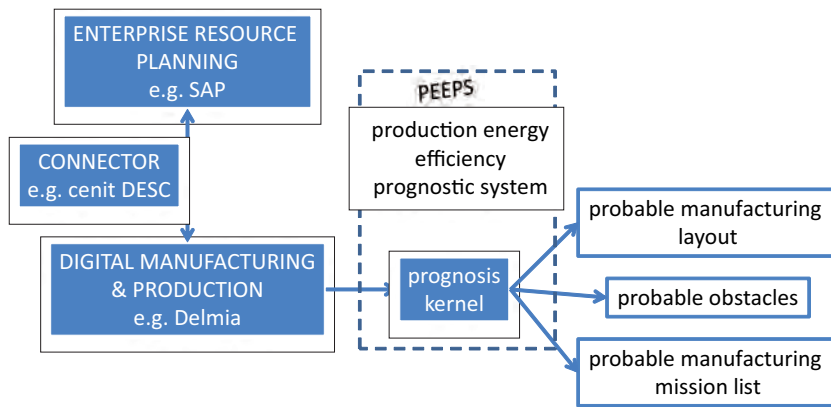 ENTERPRISE RESOURCE
PLANNING
e.g. SAP
CONNECTOR
e.g. cenit DESC
DIGITAL MANUFACTURING
& PRODUCTION
e.g. Delmia
PEEPS
production energy
efficiency
prognostic system
prognosis
kernel
probable manufacturing
layout
probable obstacles
probable manufacturing
mission list